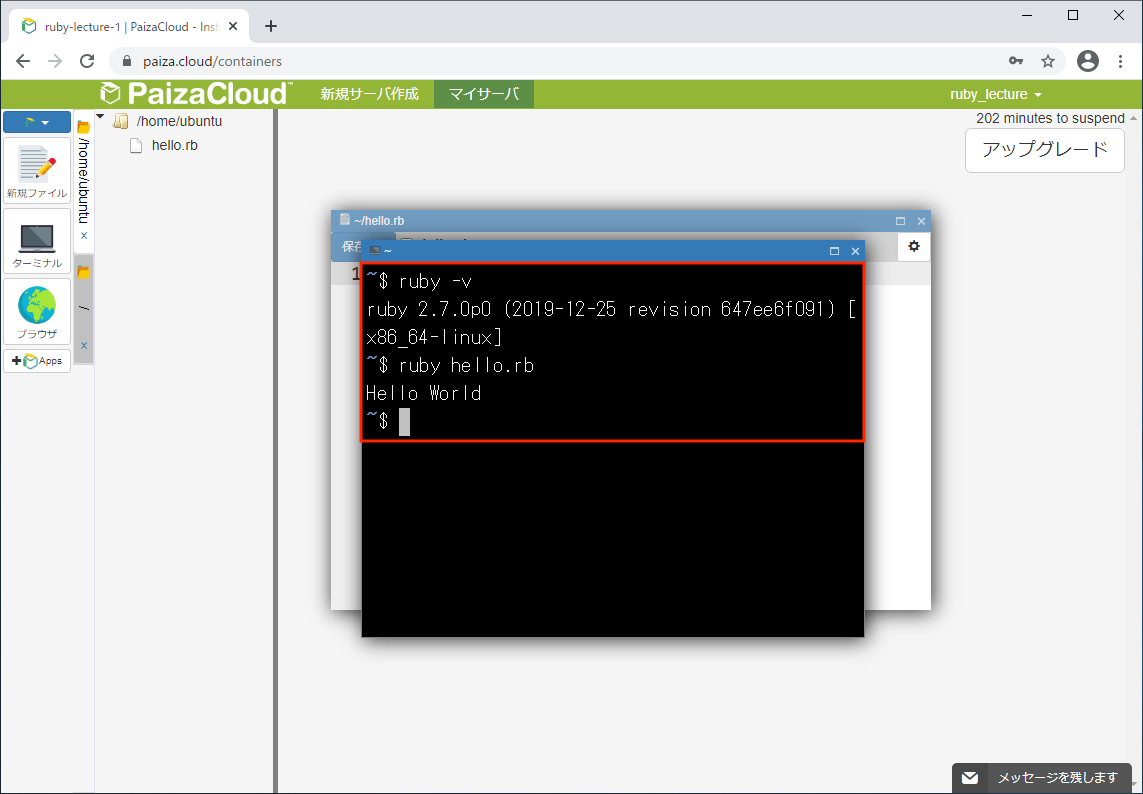 ruby-lecture-1 | PaizaCloud - Inst
paiza.cloud/containers
PaizaCloud
新規サーバ作成
マイサーバ
ruby_lecture
202 minutes to suspend
アップグレード
新規ファイル
ターミナル
ブラウザ
Apps
/home/ubuntu
/
/home/ubuntu
hello.rb
~/hello.rb
1
~
~$ ruby -v
ruby 2.7.0p0 (2019-12-25 revision 647ee6f091) [
x86_64-linux]
~$ ruby hello.rb
Hello World
~$
メッセージを残します